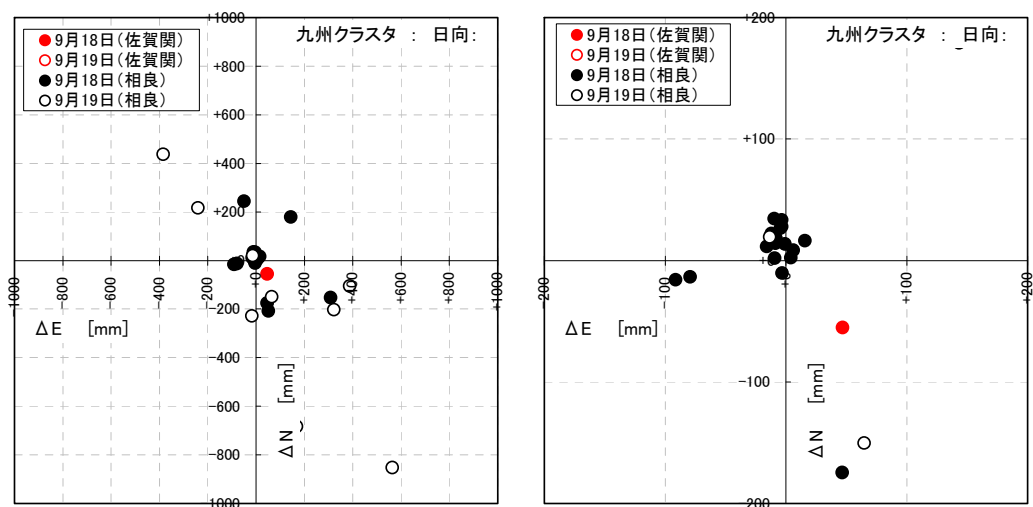 +1000
九州クラスタ : 日向:
9月18日(佐賀関)
9月19日(佐賀関)
9月18日(相良)
9月19日(相良)
+800
+600
+400
+200
-1000
-800
-600
-400
-200
+0
+200
+400
+600
+800
+1000
-200
-400
-600
-800
-1000
ΔE [mm]
ΔN [mm]
+200
九州クラスタ : 日向:
9月18日(佐賀関)
9月19日(佐賀関)
9月18日(相良)
9月19日(相良)
+100
-200
-100
+0
+100
+200
-100
-200
ΔE [mm]
ΔN [mm]